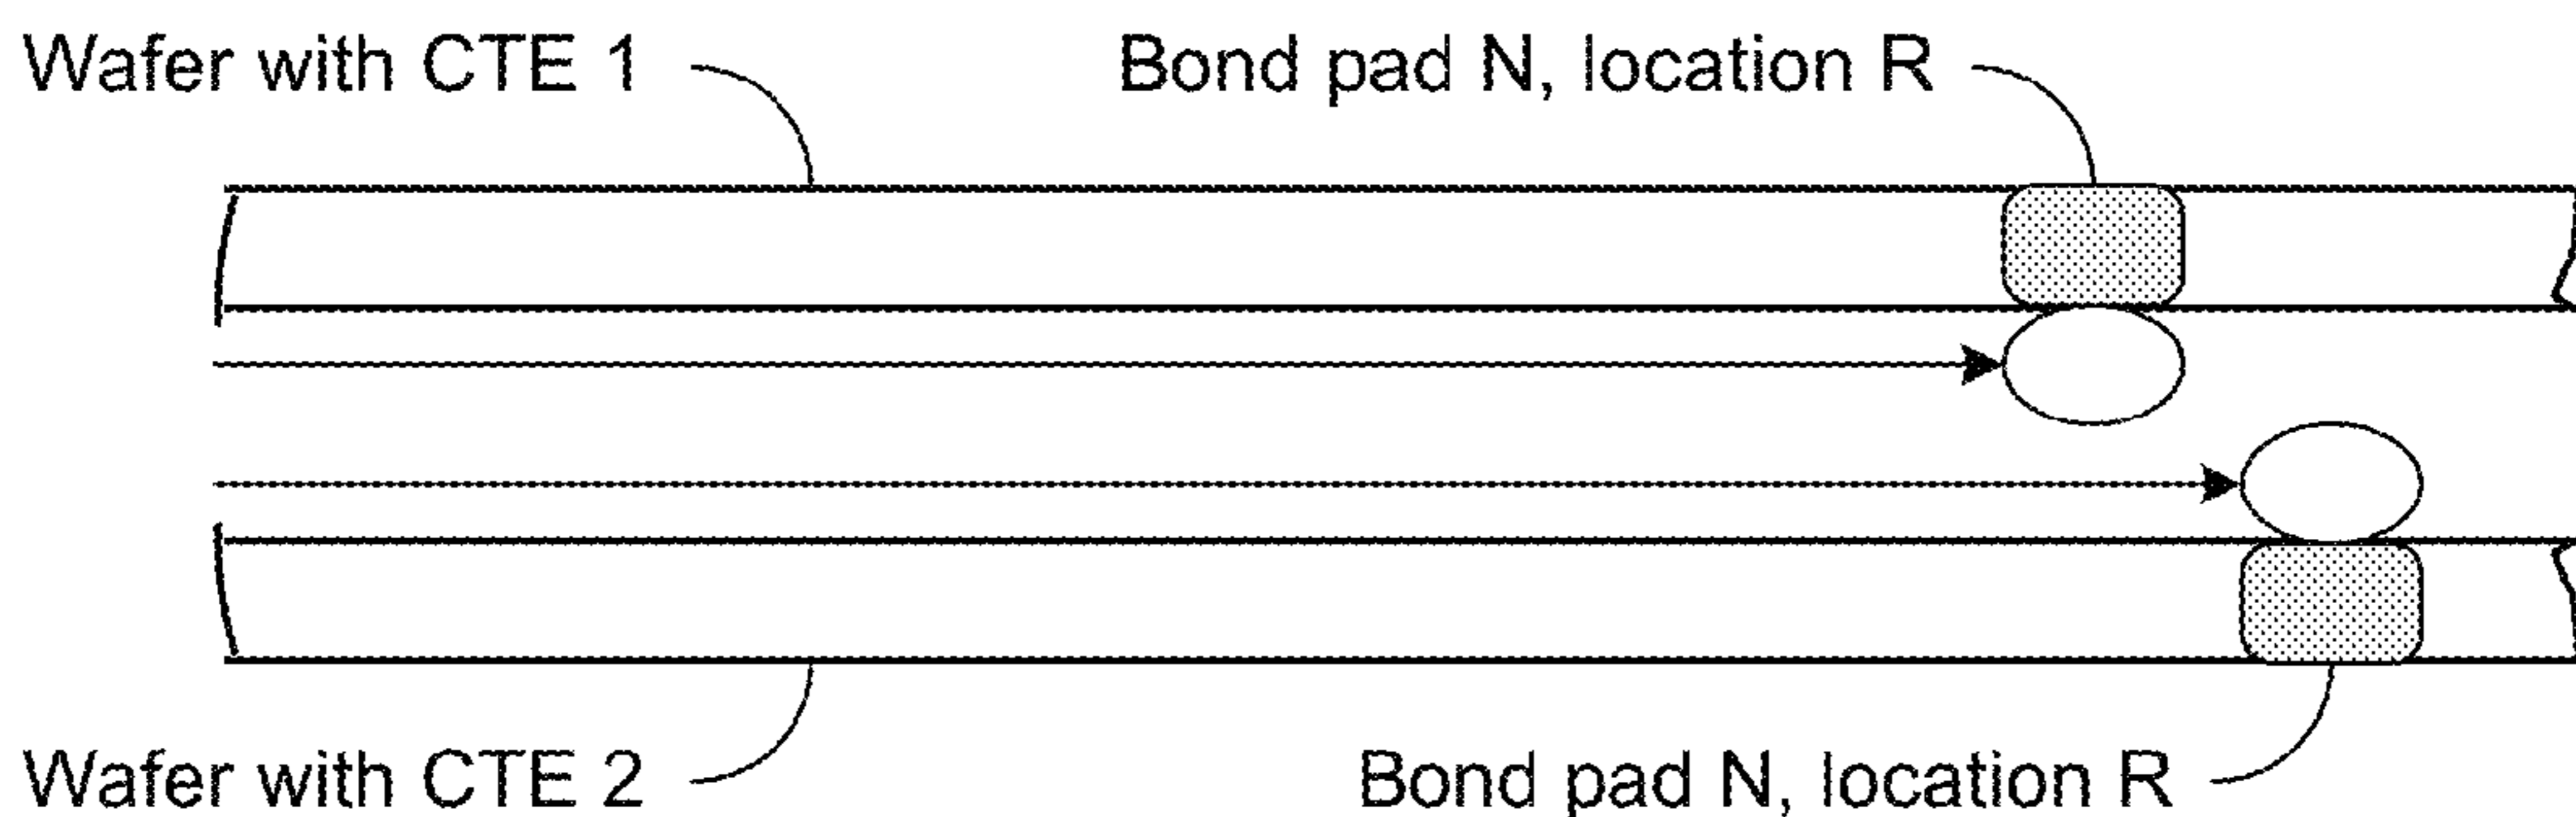 Wafer with CTE 1
Bond pad N, location R
Wafer with CTE 2
Bond pad N, location R